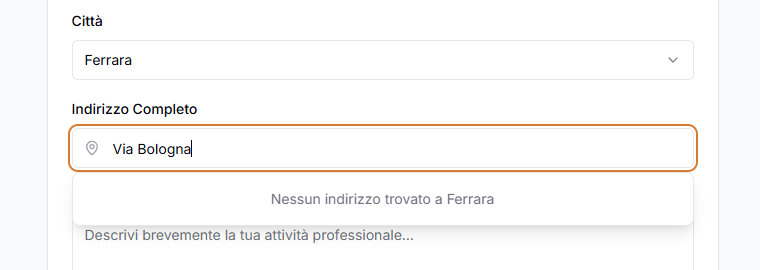 Città
Ferrara
Indirizzo Completo
Via Bologna
Nessun indirizzo trovato a Ferrara
Descrivi brevemente la tua attività professionale...